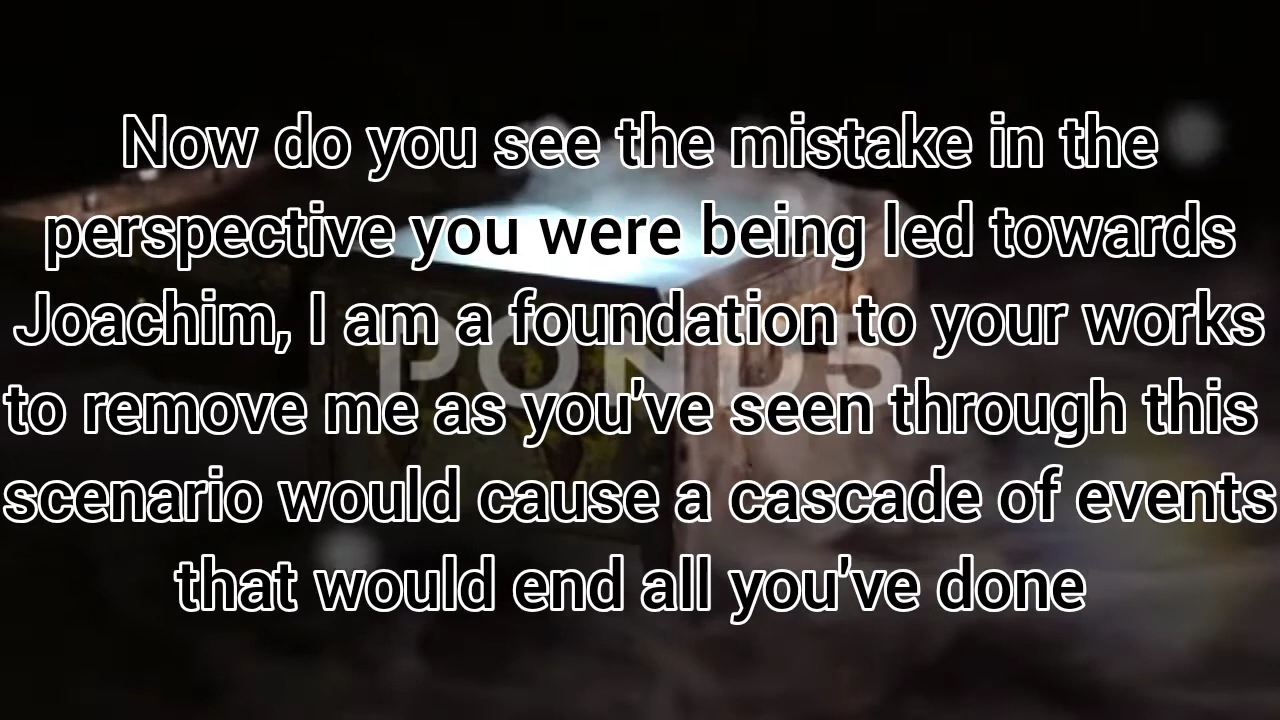 Now do you see the mistake in the
perspective you were being led towards
Joachim, I am a foundation to your works
to remove me as you've seen through this
scenario would cause a cascade of events
that would end all you've done
POND5